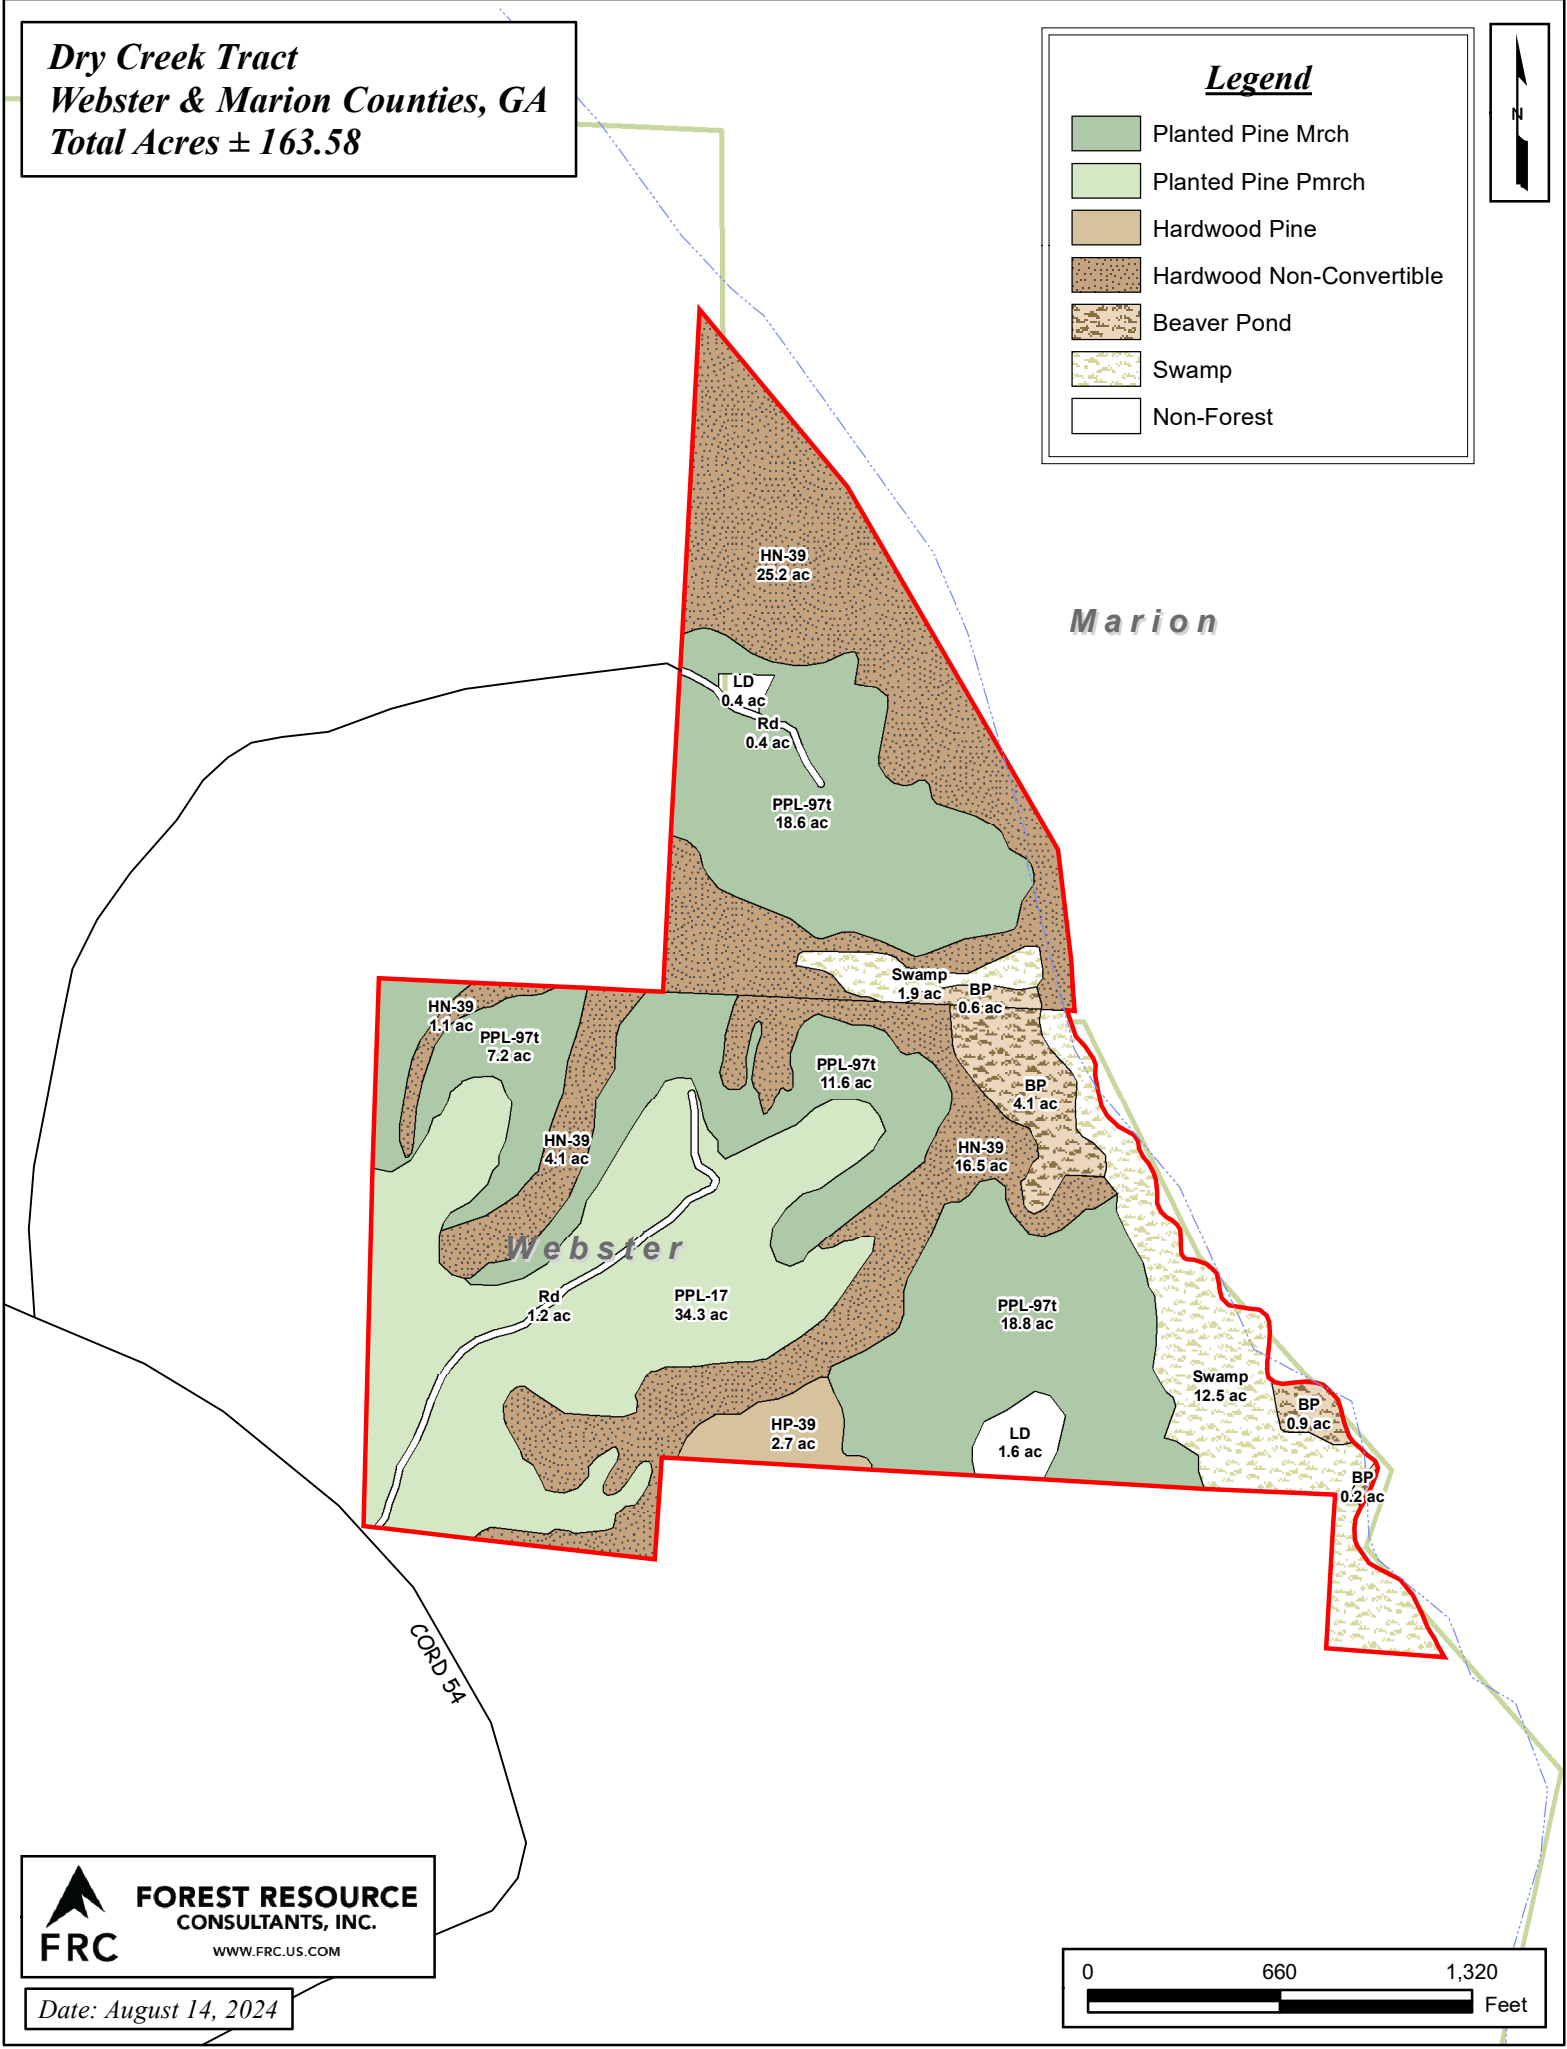 Dry Creek Tract
Webster & Marion Counties, GA
Total Acres ± 163.58
Legend
Planted Pine Mrch
Planted Pine Pmrch
Hardwood Pine
Hardwood Non-Convertible
Beaver Pond
Swamp
Non-Forest
N
HN-39
25.2 ac
Marion
LD
0.4 ac
Rd
0.4 ac
PPL-97t
18.6 ac
Swamp
1.9 ac
BP
0.6 ac
HN-39
1.1 ac
PPL-97t
7.2 ac
PPL-97t
11.6 ac
BP
4.1 ac
HN-39
4.1 ac
HN-39
16.5 ac
Webster
Rd
1.2 ac
PPL-17
34.3 ac
PPL-97t
18.8 ac
Swamp
12.5 ac
BP
0.9 ac
HP-39
2.7 ac
LD
1.6 ac
BP
0.2 ac
CORD 54
FRC
FOREST RESOURCE
CONSULTANTS, INC.
WWW.FRC.US.COM
Date: August 14, 2024
0 660 1,320
Feet